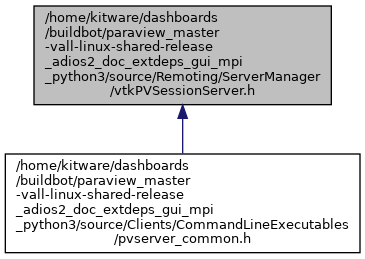 /home/kitware/dashboards
/buildbot/paraview_master
-vall-linux-shared-release
_adios2_doc_extdeps_gui_mpi
_python3/source/Remoting/ServerManager
/vtkPVSessionServer.h
/home/kitware/dashboards
/buildbot/paraview_master
-vall-linux-shared-release
_adios2_doc_extdeps_gui_mpi
_python3/source/Clients/CommandLineExecutables
/pvserver_common.h